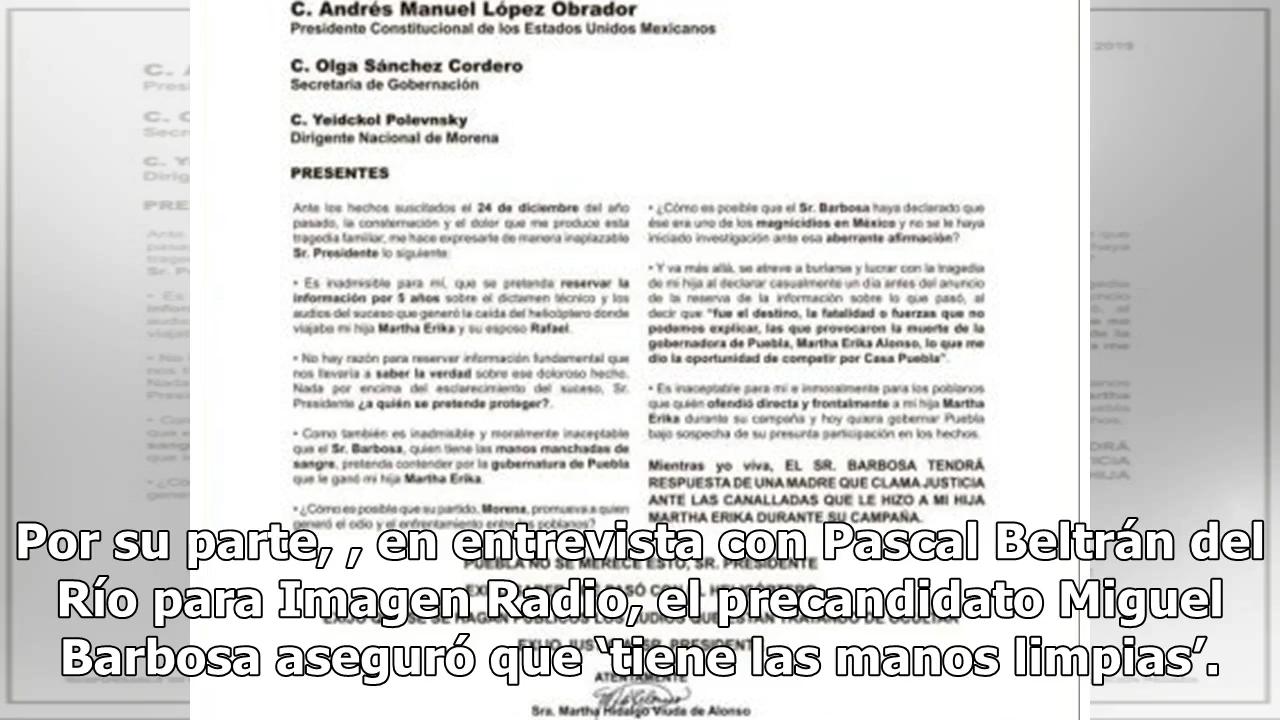 C. Andrés Manuel López Obrador
Presidente Constitucional de los Estados Unidos Mexicanos
C. Olga Sánchez Cordero
Secretaria de Gobernación
C. Yeidckol Polevnsky
Dirigente Nacional de Morena
PRESENTES
Ante los hechos suscitados el 24 de diciembre del año
pasado, la consternación y el dolor que me produce esta
tragedia familiar, me hace expresarle de manera inaplazable
Sr. Presidente lo siguiente:
• Es inadmisible para mí, que se pretenda reservar la
información por 5 años sobre el dictamen técnico y los
audios del suceso que generó la caída del helicóptero donde
viajaba mi hija Martha Erika y su esposo Rafael.
• No hay razón para reservar información fundamental que
nos llevaría a saber la verdad sobre ese doloroso hecho.
Nada por encima del esclarecimiento del suceso, Sr.
Presidente ¿a quién se pretende proteger?.
• Como también es inadmisible y moralmente inaceptable
que el Sr. Barbosa, quien tiene las manos manchadas de
sangre, pretenda contender por la gubernatura de Puebla
que le ganó mi hija Martha Erika.
• ¿Cómo es posible que su partido, Morena, promueva a quien
generó el odio y el enfrentamiento entre los poblanos?
• ¿Cómo es posible que el Sr. Barbosa haya declarado que
ése era uno de los magnicidios en México y no se le haya
iniciado investigación ante esa aberrante afirmación?
• Y va más allá, se atreve a burlarse y lucrar con la tragedia
de mi hija al declarar casualmente un día antes del anuncio
de la reserva de la información sobre lo que pasó, al
decir que "fue el destino, la fatalidad o fuerzas que no
podemos explicar, las que provocaron la muerte de la
gobernadora de Puebla, Martha Erika Alonso, lo que me
dio la oportunidad de competir por Casa Puebla".
• Es inaceptable para mí e inmoralmente para los poblanos
que quién ofendió directa y frontalmente a mi hija Martha
Erika durante su campaña y hoy quiera gobernar Puebla
bajo sospecha de su presunta participación en los hechos.
Mientras yo viva, EL SR. BARBOSA TENDRÁ
RESPUESTA DE UNA MADRE QUE CLAMA JUSTICIA
ANTE LAS CANALLADAS QUE LE HIZO A MI HIJA
MARTHA ERIKA DURANTE SU CAMPAÑA.
PUEBLA NO SE MERECE ESTO, SR. PRESIDENTE
Por su parte, , en entrevista con Pascal Beltrán del
Río para Imagen Radio, el precandidato Miguel
Barbosa aseguró que ‘tiene las manos limpias’.
ATENTAMENTE
Sra. Martha Hidalgo Viuda de Alonso